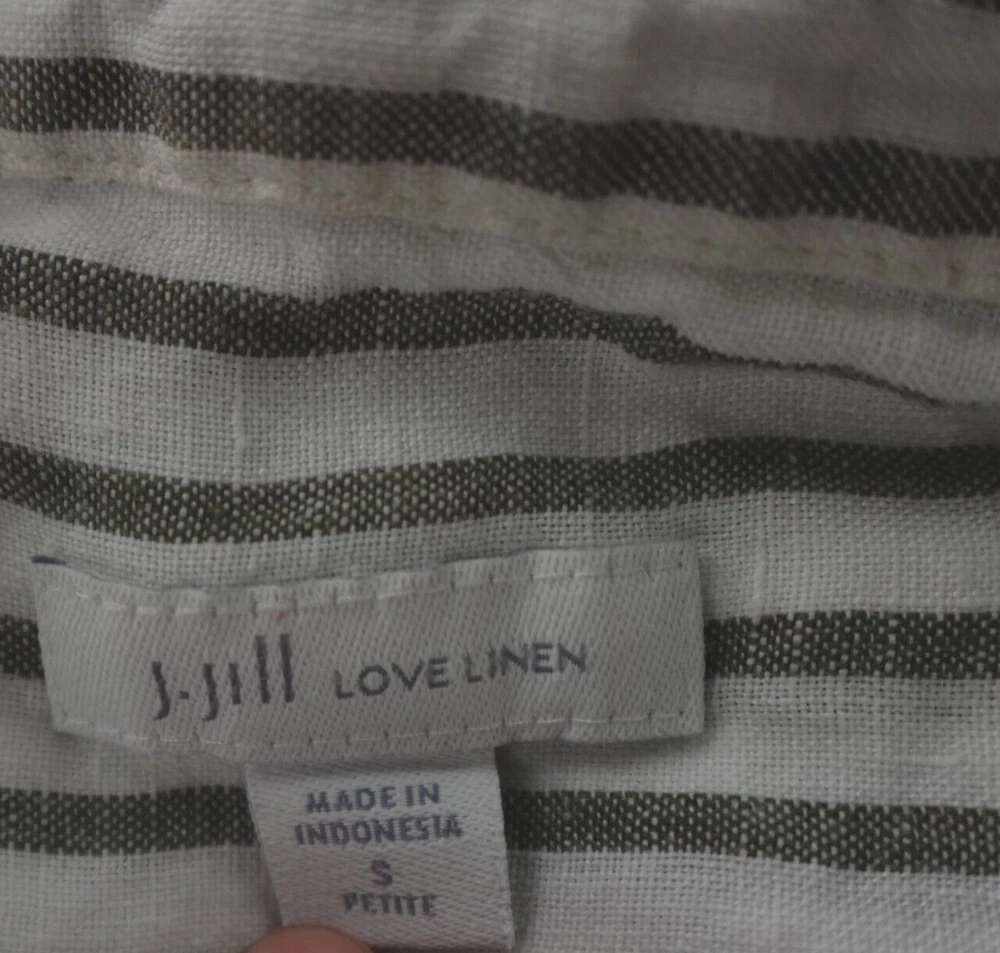 J.Jill LOVE LINEN
MADE IN
INDONESIA
S
PETITE